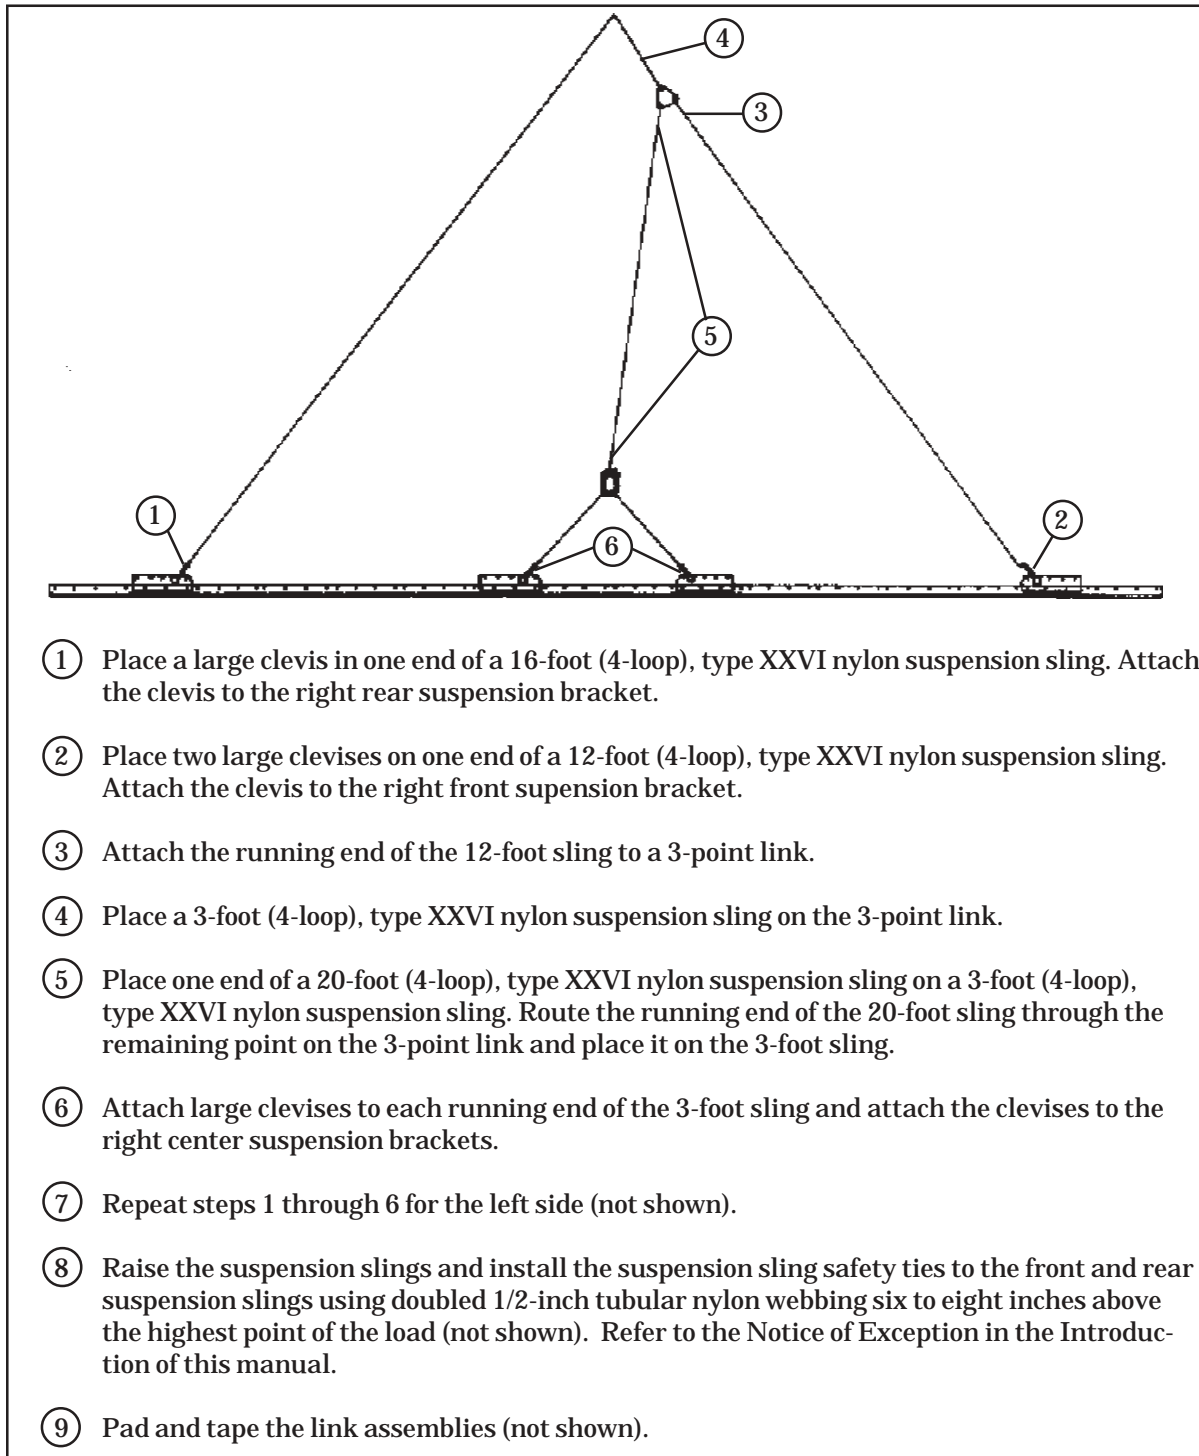 4
3
5
1
2
6
1 Place a large clevis in one end of a 16-foot (4-loop), type XXVI nylon suspension sling. Attach
the clevis to the right rear suspension bracket.
2 Place two large clevises on one end of a 12-foot (4-loop), type XXVI nylon suspension sling.
Attach the clevis to the right front supension bracket.
3 Attach the running end of the 12-foot sling to a 3-point link.
4 Place a 3-foot (4-loop), type XXVI nylon suspension sling on the 3-point link.
5 Place one end of a 20-foot (4-loop), type XXVI nylon suspension sling on a 3-foot (4-loop),
type XXVI nylon suspension sling. Route the running end of the 20-foot sling through the
remaining point on the 3-point link and place it on the 3-foot sling.
6 Attach large clevises to each running end of the 3-foot sling and attach the clevises to the
right center suspension brackets.
7 Repeat steps 1 through 6 for the left side (not shown).
8 Raise the suspension slings and install the suspension sling safety ties to the front and rear
suspension slings using doubled 1/2-inch tubular nylon webbing six to eight inches above
the highest point of the load (not shown). Refer to the Notice of Exception in the Introduc-
tion of this manual.
9 Pad and tape the link assemblies (not shown).